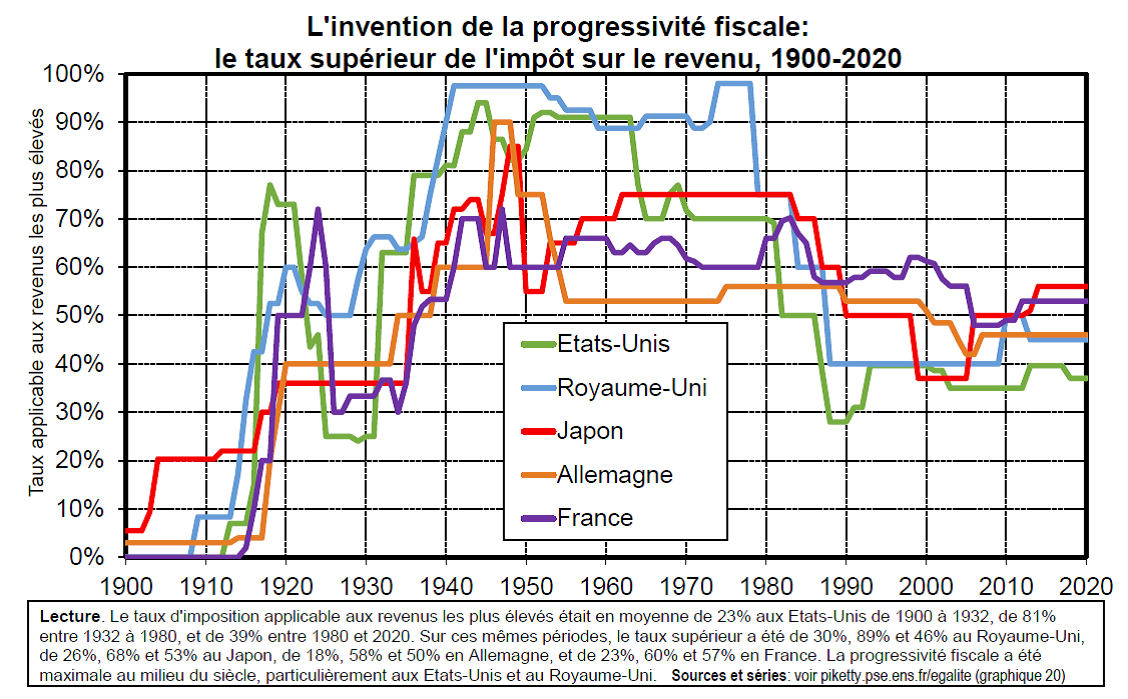 L'invention de la progressivité fiscale:
le taux supérieur de l'impôt sur le revenu, 1900-2020
Taux applicable aux revenus les plus élevés
100%
90%
80%
70%
60%
50%
40%
30%
20%
10%
0%
Etats-Unis
Royaume-Uni
Japon
Allemagne
France
1900 1910 1920 1930 1940 1950 1960 1970 1980 1990 2000 2010 2020
Lecture. Le taux d'imposition applicable aux revenus les plus élevés était en moyenne de 23% aux Etats-Unis de 1900 à 1932, de 81%
entre 1932 à 1980, et de 39% entre 1980 et 2020. Sur ces mêmes périodes, le taux supérieur a été de 30%, 89% et 46% au Royaume-Uni,
de 26%, 68% et 53% au Japon, de 18%, 58% et 50% en Allemagne, et de 23%, 60% et 57% en France. La progressivité fiscale a été
maximale au milieu du siècle, particulièrement aux Etats-Unis et au Royaume-Uni. Sources et séries: voir piketty.pse.ens.fr/egalite (graphique 20)